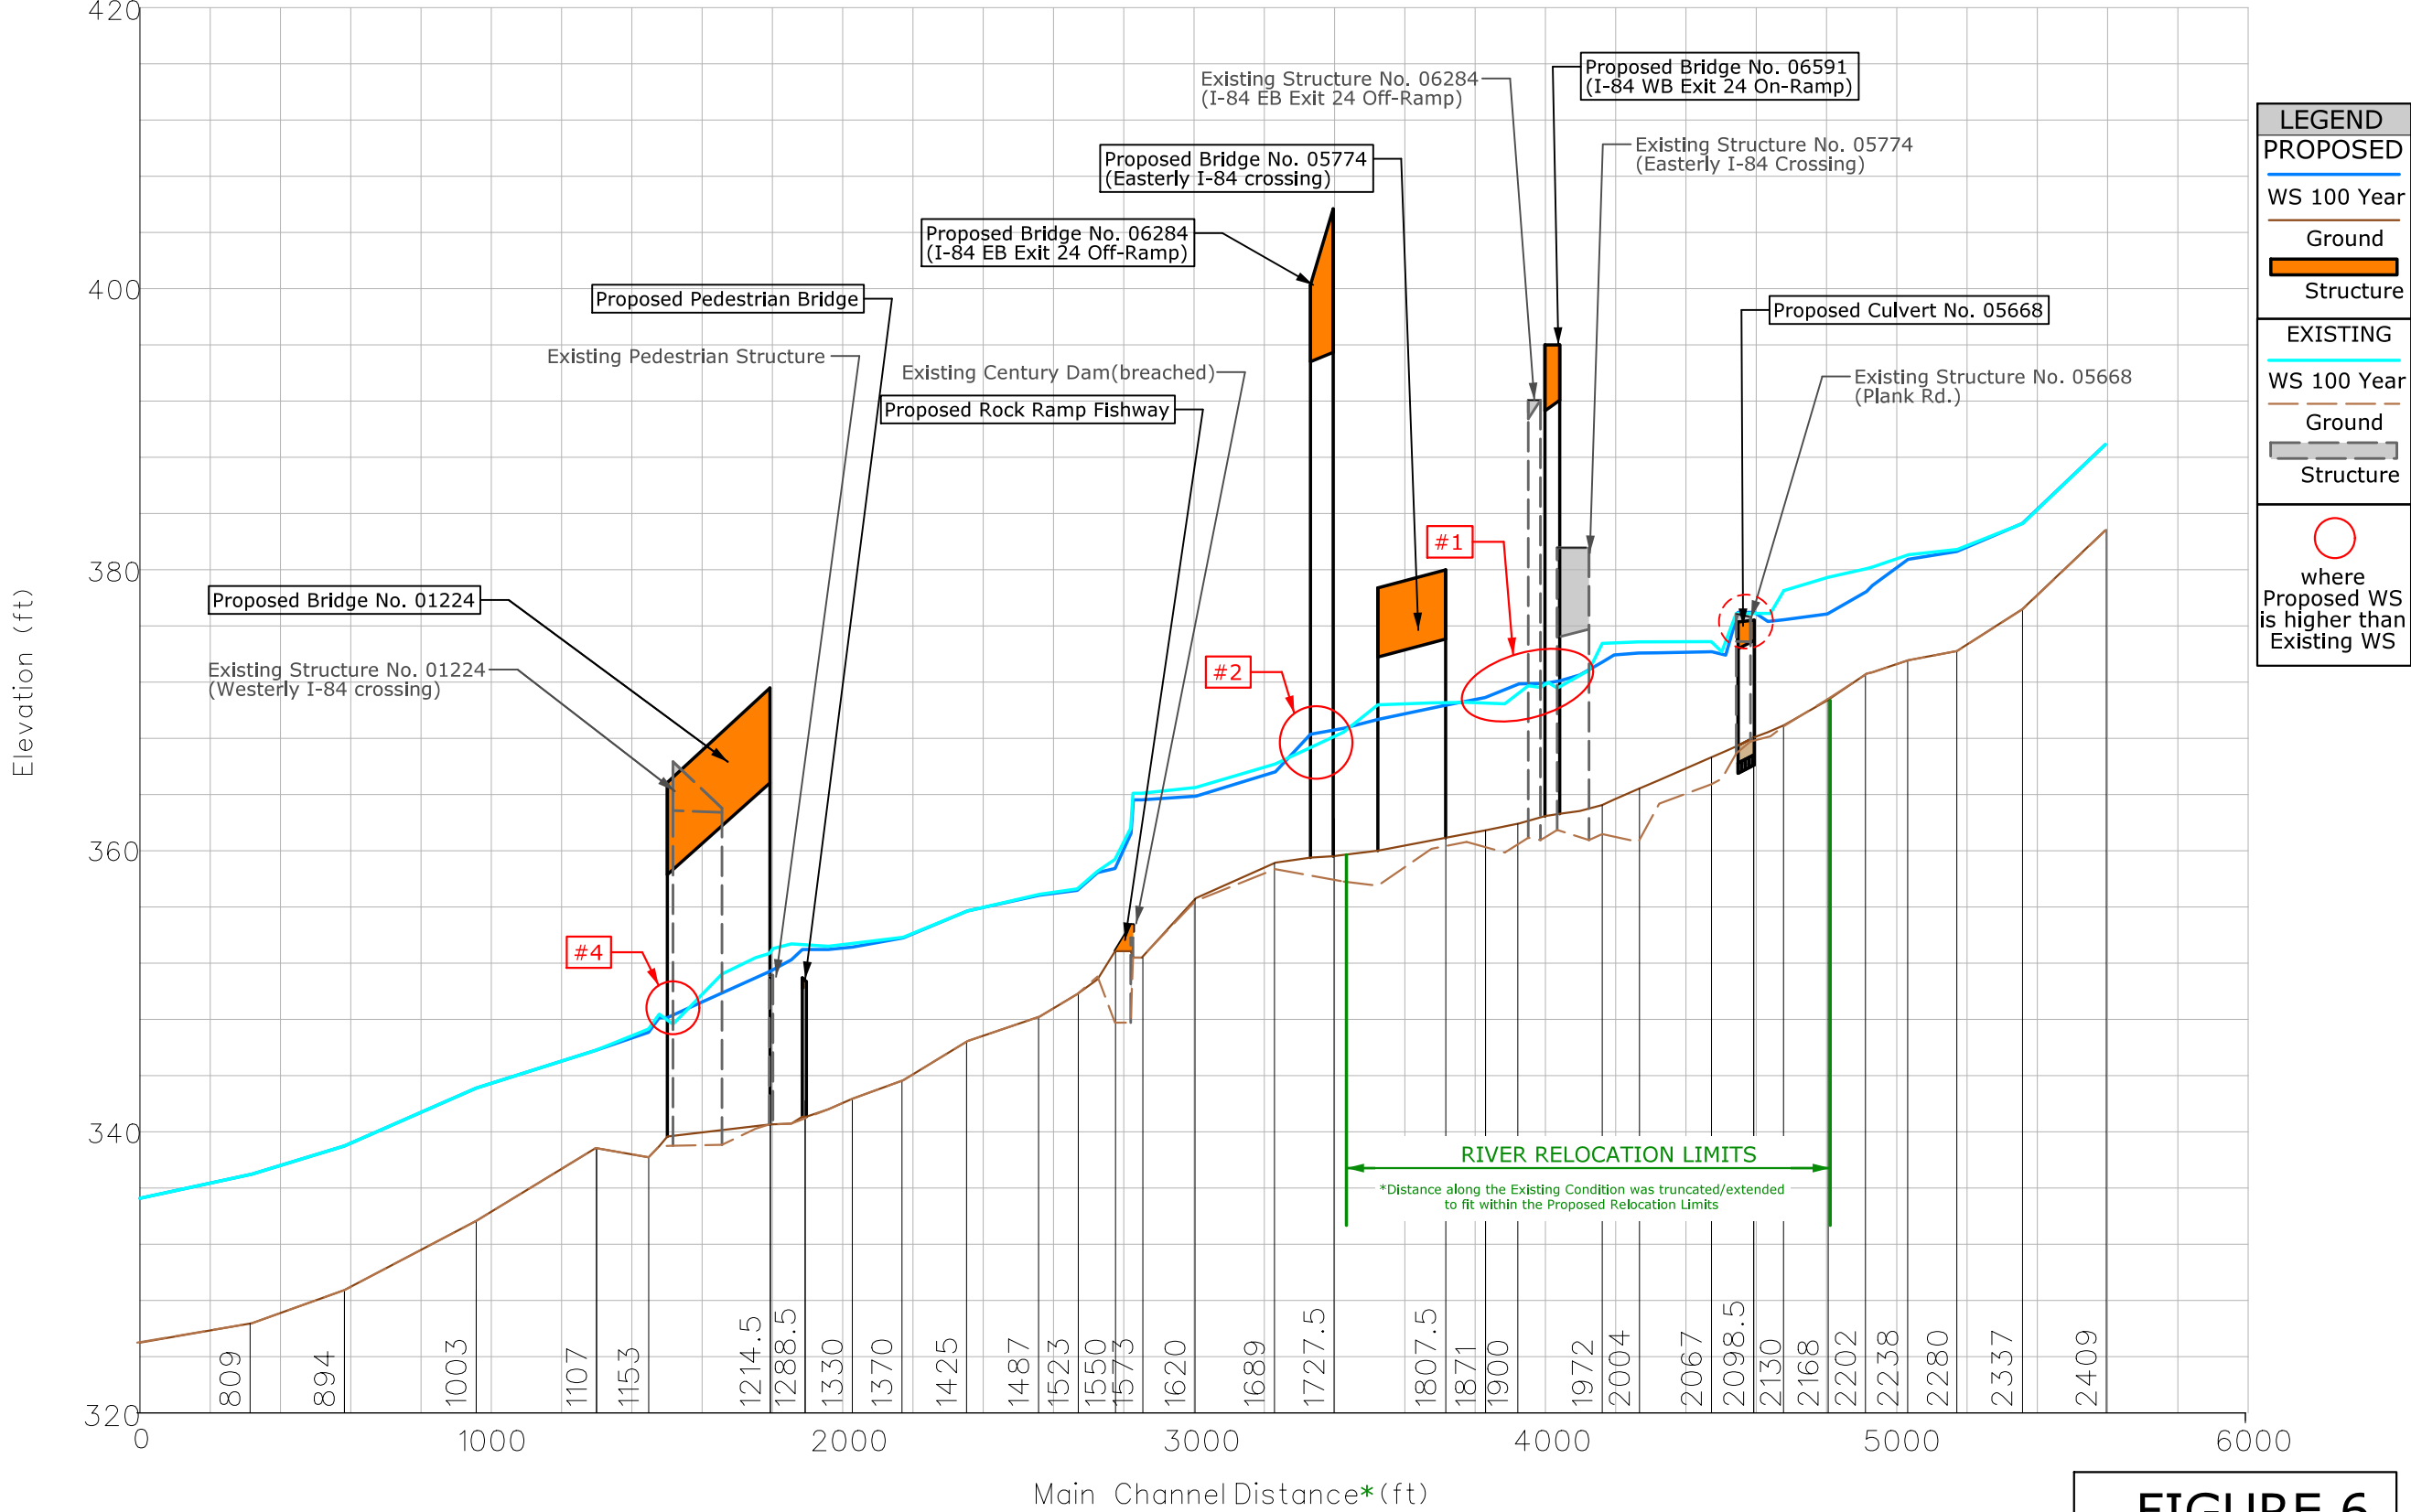 420
400
380
360
340
320
Elevation (ft)
Existing Structure No. 06284
(I-84 EB Exit 24 Off-Ramp)
Proposed Bridge No. 06591
(I-84 WB Exit 24 On-Ramp)
Proposed Bridge No. 05774
(Easterly I-84 crossing)
Existing Structure No. 05774
(Easterly I-84 Crossing)
Proposed Bridge No. 06284
(I-84 EB Exit 24 Off-Ramp)
Proposed Pedestrian Bridge
Proposed Culvert No. 05668
Existing Pedestrian Structure
Existing Century Dam(breached)
Existing Structure No. 05668
(Plank Rd.)
Proposed Rock Ramp Fishway
#1
Proposed Bridge No. 01224
Existing Structure No. 01224
(Westerly I-84 crossing)
#2
#4
RIVER RELOCATION LIMITS
*Distance along the Existing Condition was truncated/extended
to fit within the Proposed Relocation Limits
809
894
1003
1107
1153
1214.5
1288.5
1330
1370
1425
1487
1523
1550
1573
1620
1689
1727.5
1807.5
1871
1900
1972
2004
2067
2098.5
2130
2168
2202
2238
2280
2337
2409
0
1000
2000
3000
4000
5000
6000
Main Channel Distance* (ft)
LEGEND
PROPOSED
WS 100 Year
Ground
Structure
EXISTING
WS 100 Year
Ground
Structure
where
Proposed WS
is higher than
Existing WS
FIGURE 6